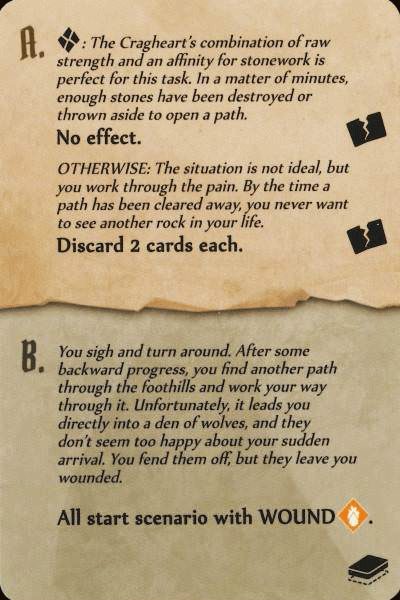 A. : The Cragheart's combination of raw
strength and an affinity for stonework is
perfect for this task. In a matter of minutes,
enough stones have been destroyed or
thrown aside to open a path.
No effect.
OTHERWISE: The situation is not ideal, but
you work through the pain. By the time a
path has been cleared away, you never want
to see another rock in your life.
Discard 2 cards each.
B. You sigh and turn around. After some
backward progress, you find another path
through the foothills and work your way
through it. Unfortunately, it leads you
directly into a den of wolves, and they
don't seem too happy about your sudden
arrival. You fend them off, but they leave you
wounded.
All start scenario with WOUND .